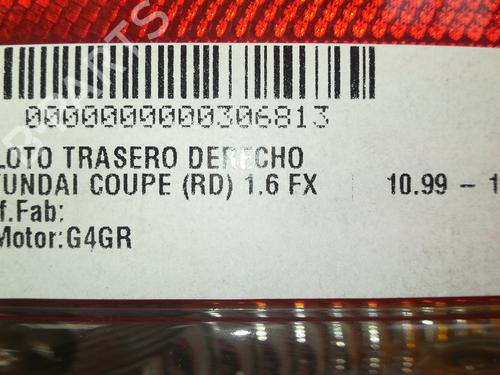 0000000000306813
LOTO TRASERO DERECHO
YUNDAI COUPE (RD) 1.6 FX 10.99 - 1
f.Fab:
Motor:G4GR